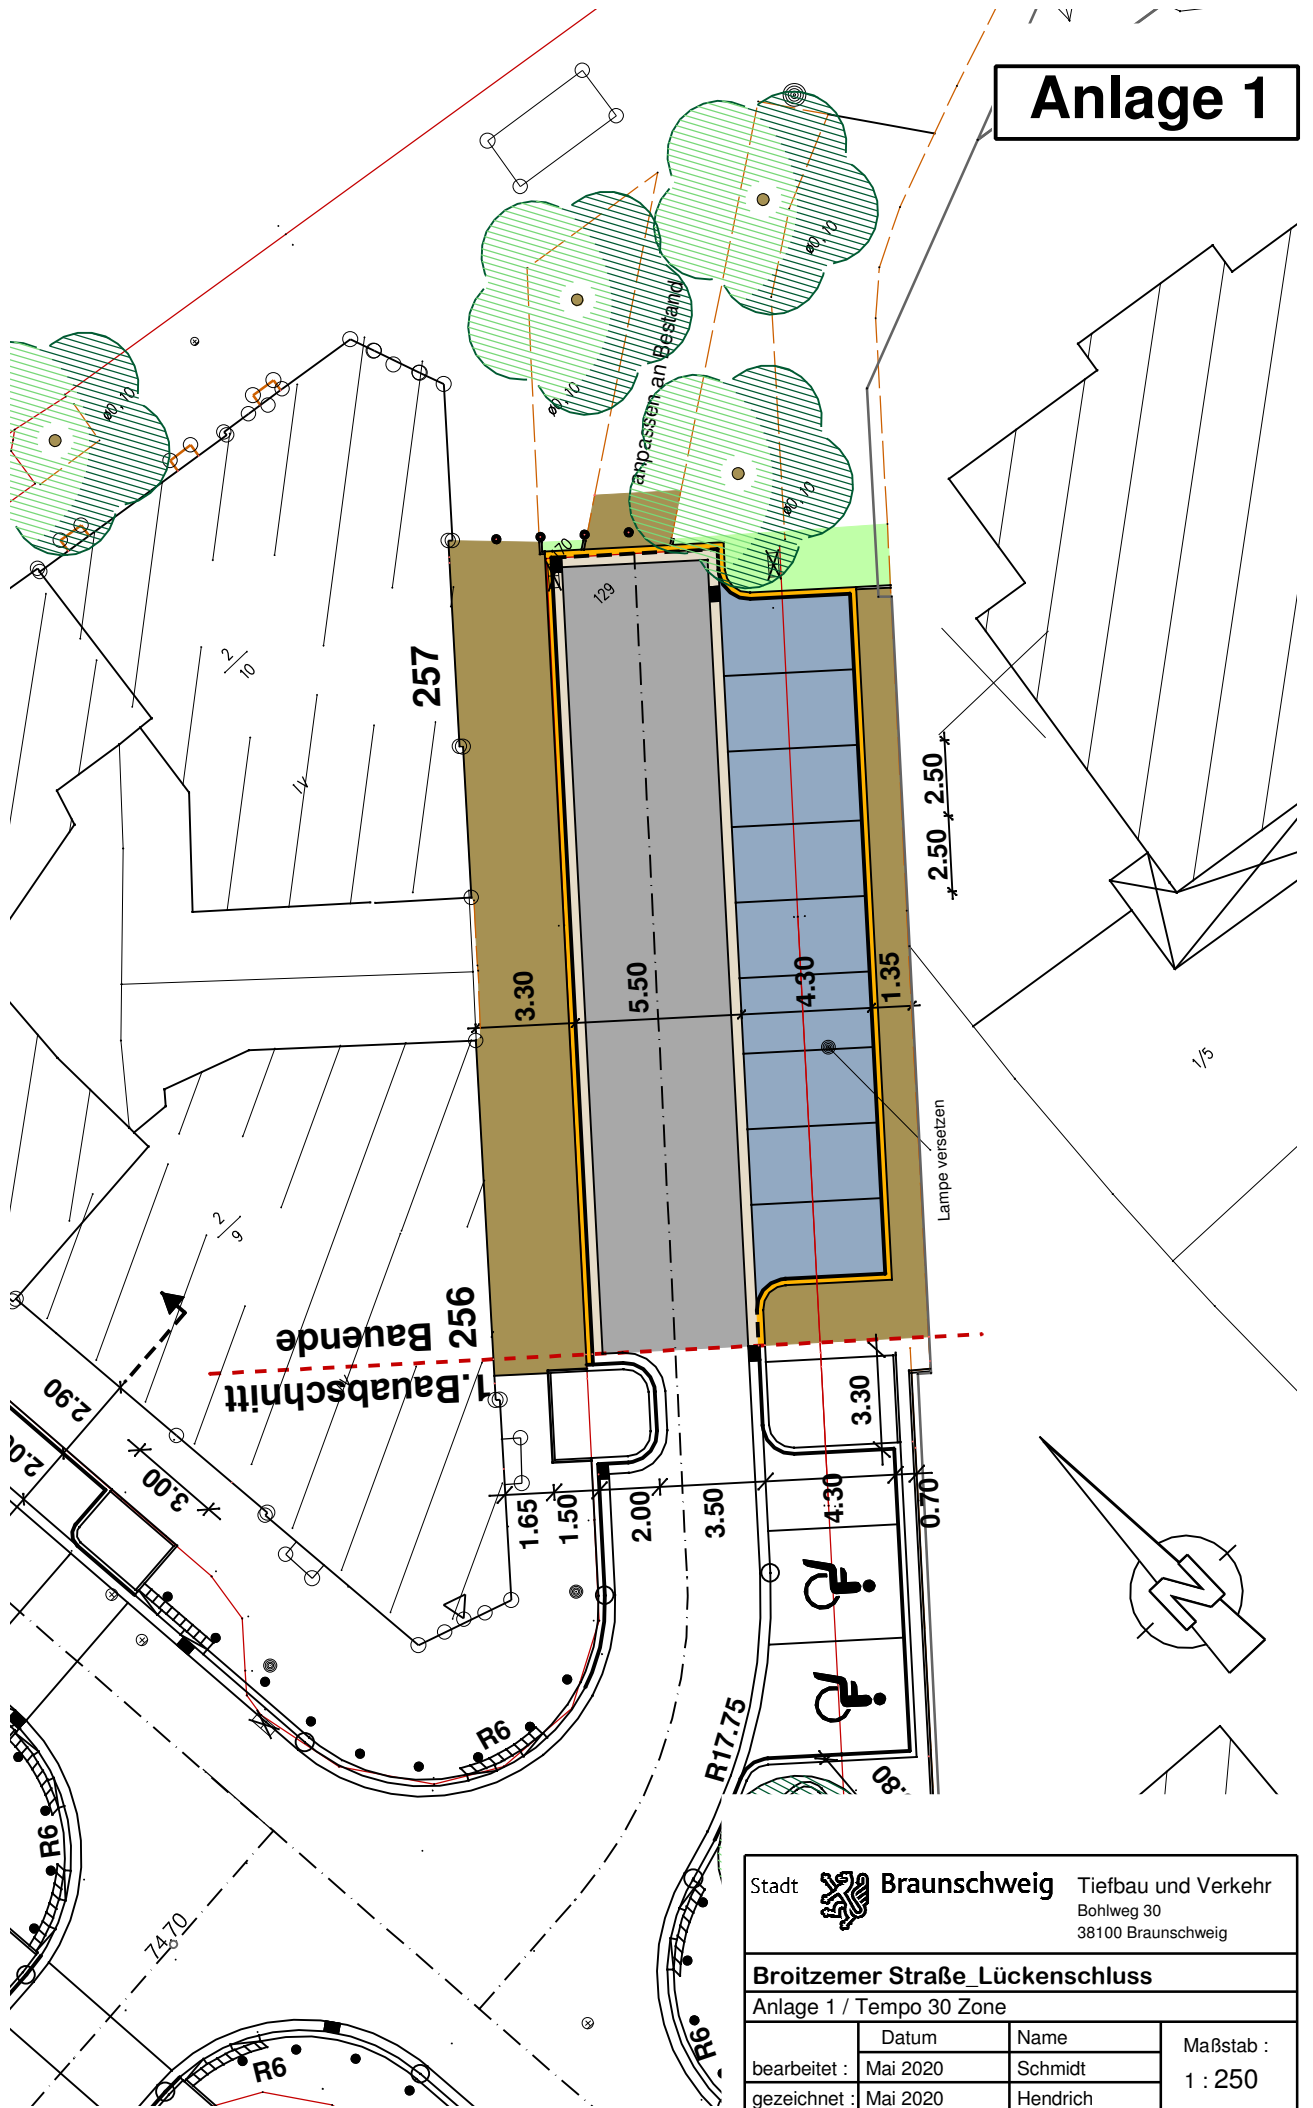 Anlage 1
ø0,10
ø0,10
ø0,10
ø0,10
anpassen an Bestand
70
129
257
2/10
IV
2.50
2.50
3.30
5.50
4.30
1.35
Lampe versetzen
1/5
2/9
256
Bauende
1.Bauabschnitt
2.90
3.00
3.30
1.65
1.50
2.00
3.50
4.30
0.70
N
R17.75
R6
R6
R6
R6
74,70
Stadt Braunschweig
Tiefbau und Verkehr
Bohlweg 30
38100 Braunschweig
Broitzemer Straße_Lückenschluss
Anlage 1 / Tempo 30 Zone
Datum Name
Maßstab :
bearbeitet : Mai 2020 Schmidt
1 : 250
gezeichnet : Mai 2020 Hendrich